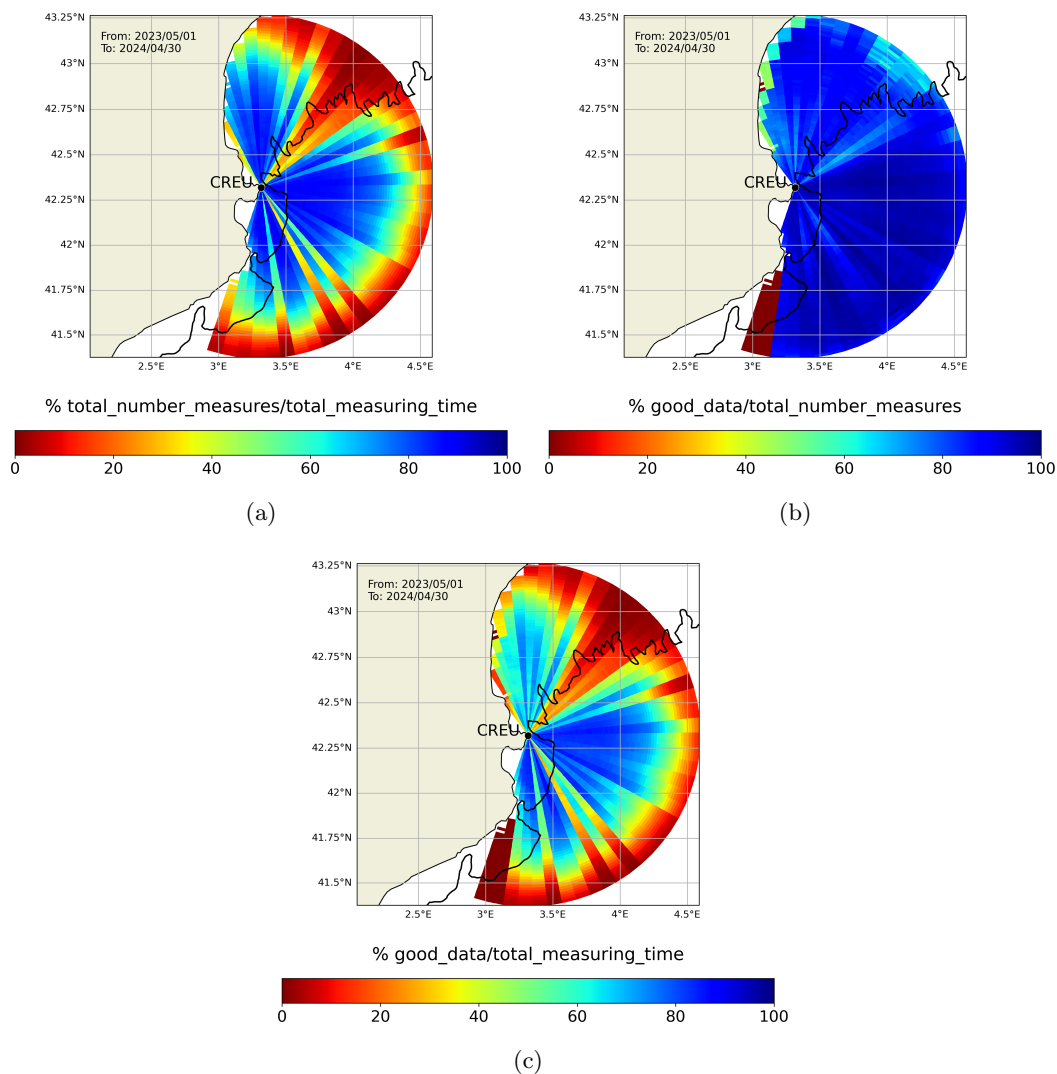 43.25°N
From: 2023/05/01
To: 2024/04/30
43°N
42.75°N
42.5°N
CREU
42.25°N
42°N
41.75°N
41.5°N
2.5°E 3°E 3.5°E 4°E 4.5°E
% total_number_measures/total_measuring_time
0 20 40 60 80 100
(a)
43.25°N
From: 2023/05/01
To: 2024/04/30
43°N
42.75°N
42.5°N
CREU
42.25°N
42°N
41.75°N
41.5°N
2.5°E 3°E 3.5°E 4°E 4.5°E
% good_data/total_number_measures
0 20 40 60 80 100
(b)
43.25°N
From: 2023/05/01
To: 2024/04/30
43°N
42.75°N
42.5°N
CREU
42.25°N
42°N
41.75°N
41.5°N
2.5°E 3°E 3.5°E 4°E 4.5°E
% good_data/total_measuring_time
0 20 40 60 80 100
(c)